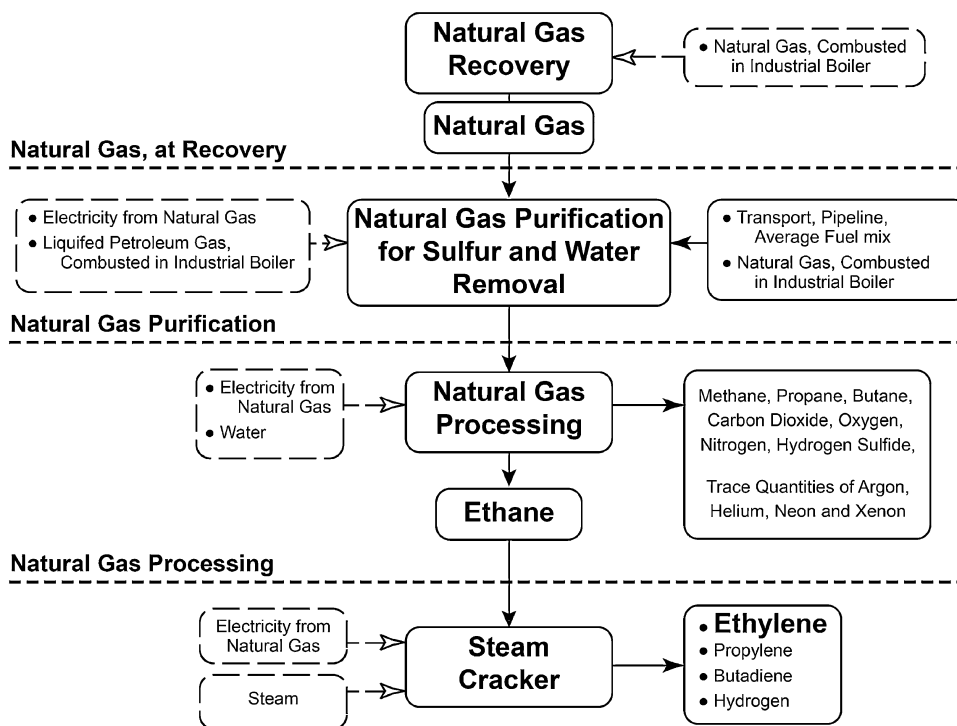 Natural Gas
Recovery
● Natural Gas, Combusted
in Industrial Boiler
Natural Gas
Natural Gas, at Recovery
● Electricity from Natural Gas
● Liquifed Petroleum Gas,
Combusted in Industrial Boiler
Natural Gas Purification
for Sulfur and Water
Removal
● Transport, Pipeline,
Average Fuel mix
● Natural Gas, Combusted
in Industrial Boiler
Natural Gas Purification
● Electricity from
Natural Gas
● Water
Natural Gas
Processing
Methane, Propane, Butane,
Carbon Dioxide, Oxygen,
Nitrogen, Hydrogen Sulfide,
Trace Quantities of Argon,
Helium, Neon and Xenon
Ethane
Natural Gas Processing
Electricity from
Natural Gas
Steam
Steam
Cracker
● Ethylene
● Propylene
● Butadiene
● Hydrogen